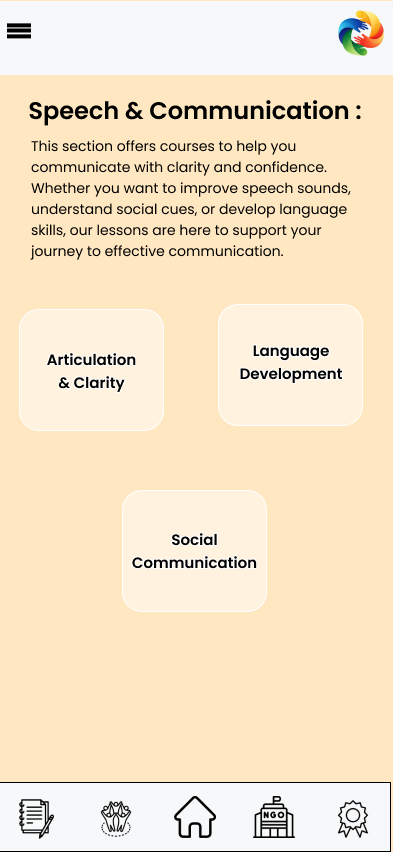 Speech & Communication :
This section offers courses to help you
communicate with clarity and confidence.
Whether you want to improve speech sounds,
understand social cues, or develop language
skills, our lessons are here to support your
journey to effective communication.
Articulation
& Clarity
Language
Development
Social
Communication
NGO